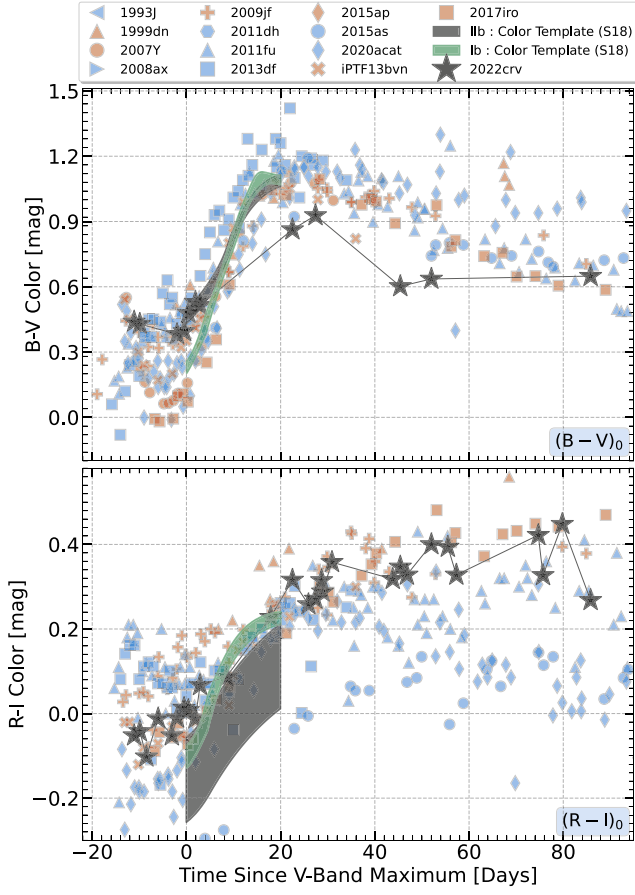 1993J 2009jf 2015ap 2017iro
1999dn 2011dh 2015as IIb : Color Template (S18)
2007Y 2011fu 2020acat Ib : Color Template (S18)
2008ax 2013df iPTF13bvn 2022crv
1.5
1.2
0.9
0.6
0.3
0.0
B-V Color [mag]
(B − V)₀
0.4
0.2
0.0
−0.2
R-I Color [mag]
(R − I)₀
−20 0 20 40 60 80
Time Since V-Band Maximum [Days]